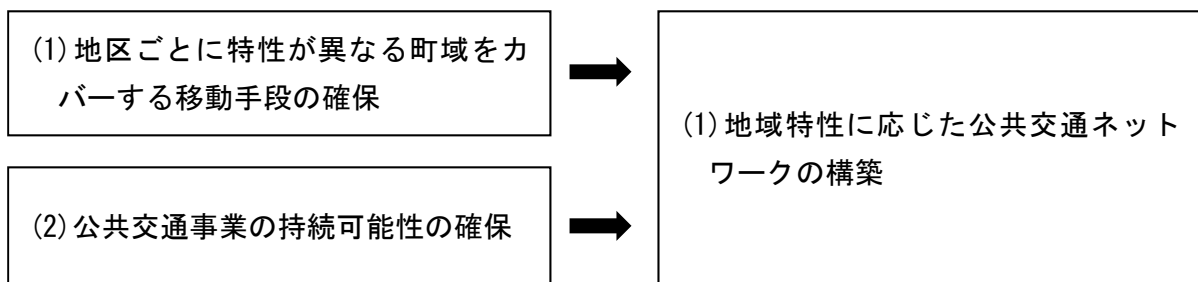 (1)地区ごとに特性が異なる町域をカ
バーする移動手段の確保
(2)公共交通事業の持続可能性の確保
(1)地域特性に応じた公共交通ネット
ワークの構築